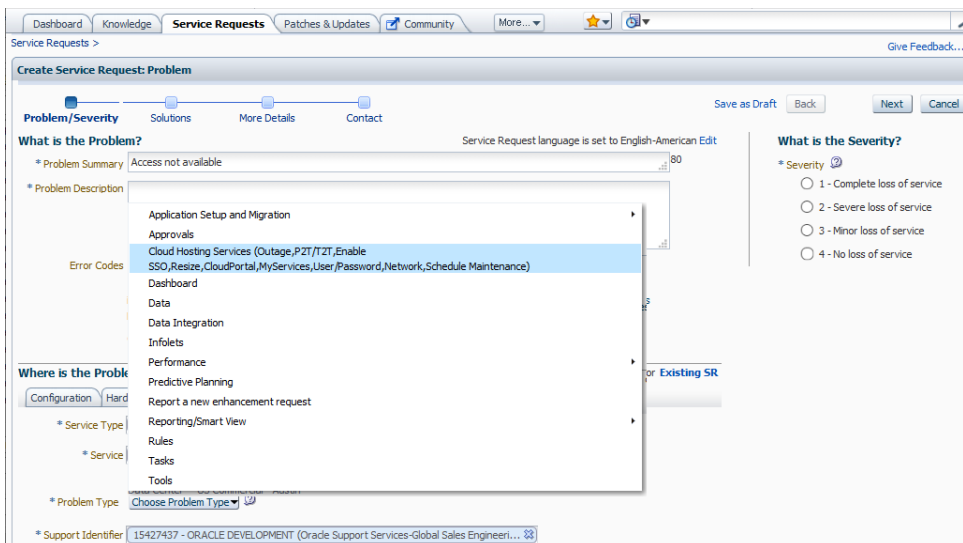 Dashboard Knowledge Service Requests Patches & Updates Community More...
Service Requests >
Give Feedback...
Create Service Request: Problem
Problem/Severity Solutions More Details Contact
Save as Draft Back Next Cancel
What is the Problem?
Service Request language is set to English-American Edit
* Problem Summary Access not available 80
* Problem Description
Application Setup and Migration
Approvals
Cloud Hosting Services (Outage,P2T/T2T,Enable
SSO,Resize,CloudPortal,MyServices,User/Password,Network,Schedule Maintenance)
Error Codes
Dashboard
Data
Data Integration
Infolets
Performance
Predictive Planning
Report a new enhancement request
Reporting/Smart View
Rules
Tasks
Tools
What is the Severity?
* Severity
1 - Complete loss of service
2 - Severe loss of service
3 - Minor loss of service
4 - No loss of service
Where is the Proble
or Existing SR
Configuration Hard
* Service Type
* Service
* Problem Type Choose Problem Type
* Support Identifier 15427437 - ORACLE DEVELOPMENT (Oracle Support Services-Global Sales Engineeri...